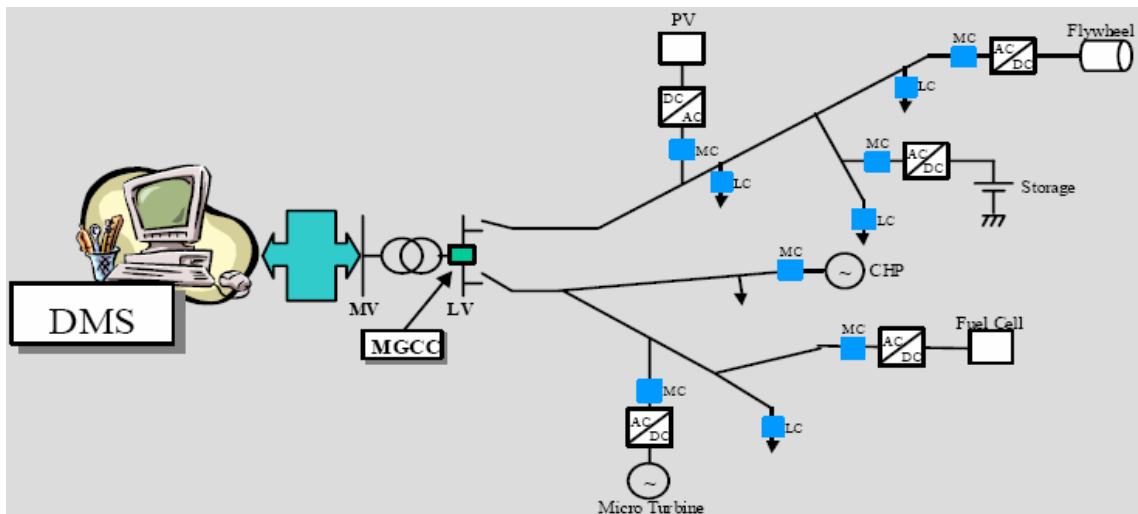 PV
DC
AC
MC
LC
MC
AC
DC
Flywheel
LC
MC
AC
DC
Storage
LC
DMS
MV
LV
MGCC
MC
~
CHP
MC
AC
DC
Fuel Cell
MC
AC
DC
~
Micro Turbine
LC